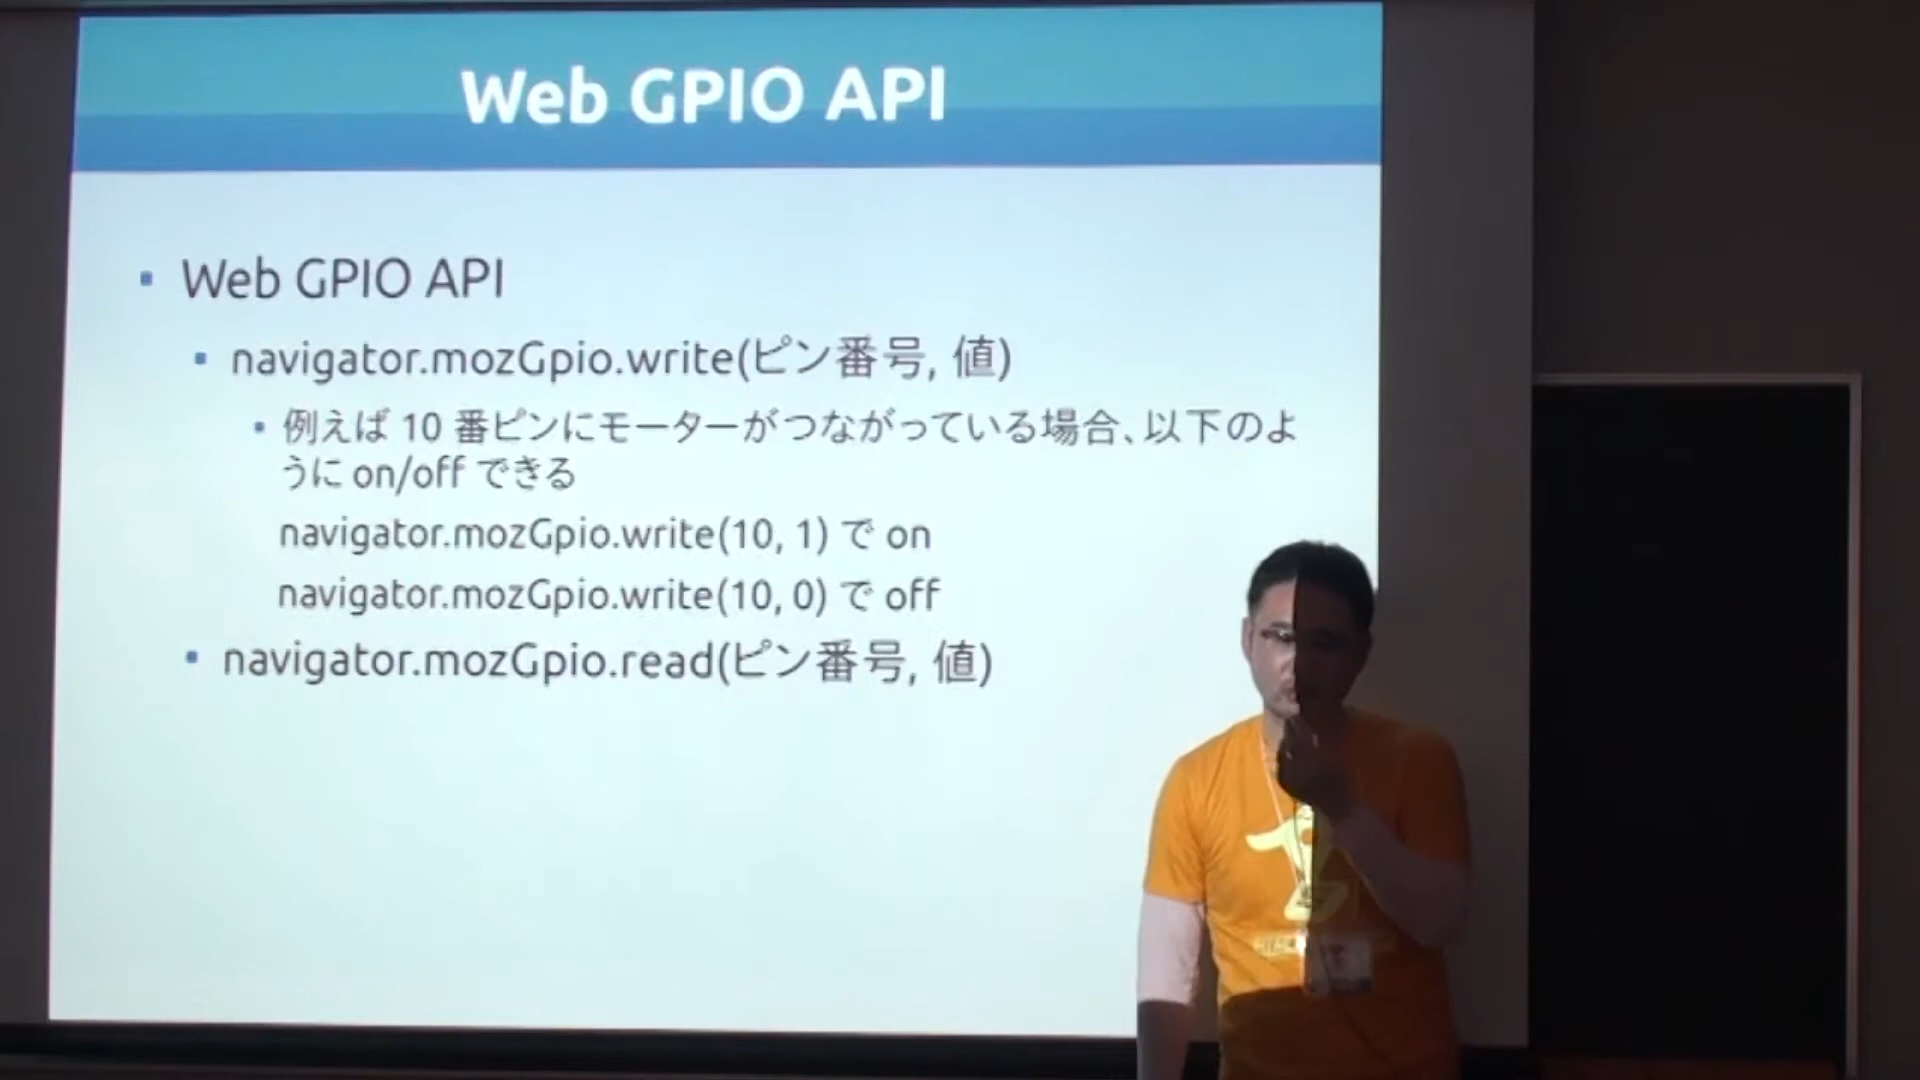 Web GPIO API
Web GPIO API
navigator.mozGpio.write(ピン番号, 値)
例えば 10 番ピンにモーターがつながっている場合、以下のよ
うに on/off できる
navigator.mozGpio.write(10, 1) で on
navigator.mozGpio.write(10, 0) で off
navigator.mozGpio.read(ピン番号, 値)